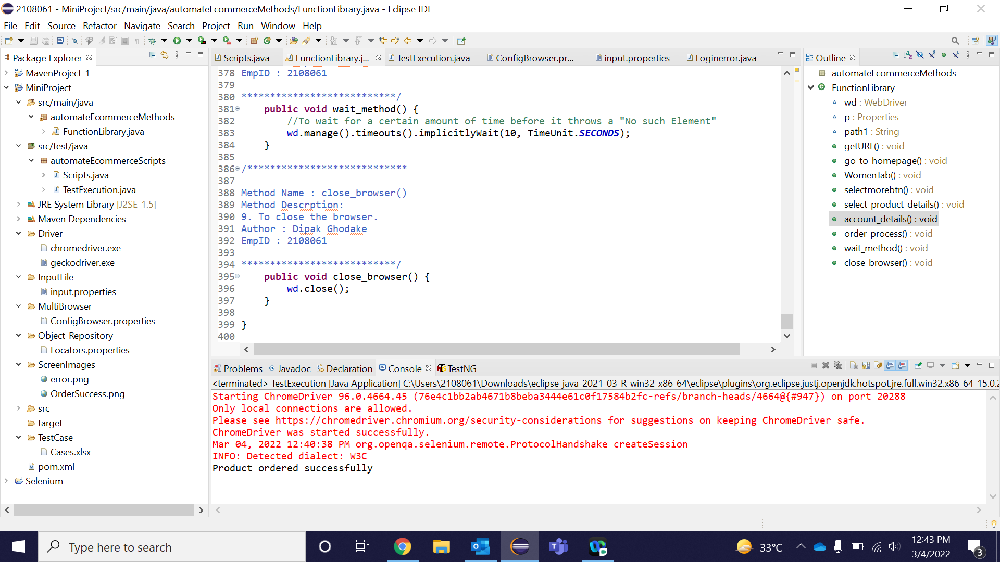 2108061 - MiniProject/src/main/java/automateEcommerceMethods/FunctionLibrary.java - Eclipse IDE
File Edit Source Refactor Navigate Search Project Run Window Help
Package Explorer
MavenProject_1
MiniProject
src/main/java
automateEcommerceMethods
FunctionLibrary.java
src/test/java
automateEcommerceScripts
Scripts.java
TestExecution.java
JRE System Library [J2SE-1.5]
Maven Dependencies
Driver
chromedriver.exe
geckodriver.exe
InputFile
input.properties
MultiBrowser
ConfigBrowser.properties
Object_Repository
Locators.properties
ScreenImages
error.png
OrderSuccess.png
src
target
TestCase
Cases.xlsx
pom.xml
Selenium
Scripts.java FunctionLibrary.j... TestExecution.java ConfigBrowser.pr... input.properties Loginerror.java
378 EmpID : 2108061
379
380 ***************************/
381 public void wait_method() {
382 //To wait for a certain amount of time before it throws a "No such Element"
383 wd.manage().timeouts().implicitlyWait(10, TimeUnit.SECONDS);
384 }
385
386 /****************************
387
388 Method Name : close_browser()
389 Method Descrption:
390 9. To close the browser.
391 Author : Dipak Ghodake
392 EmpID : 2108061
393
394 ***************************/
395 public void close_browser() {
396 wd.close();
397 }
398
399 }
400
Outline
automateEcommerceMethods
FunctionLibrary
wd : WebDriver
p : Properties
path1 : String
getURL() : void
go_to_homepage() : void
WomenTab() : void
selectmorebtn() : void
select_product_details() : void
account_details() : void
order_process() : void
wait_method() : void
close_browser() : void
Problems Javadoc Declaration Console TestNG
<terminated> TestExecution [Java Application] C:\Users\2108061\Downloads\eclipse-java-2021-03-R-win32-x86_64\eclipse\plugins\org.eclipse.justj.openjdk.hotspot.jre.full.win32.x86_64_15.0.2
Starting ChromeDriver 96.0.4664.45 (76e4c1bb2ab4671b8beba3444e61c0f17584b2fc-refs/branch-heads/4664@{#947}) on port 20288
Only local connections are allowed.
Please see https://chromedriver.chromium.org/security-considerations for suggestions on keeping ChromeDriver safe.
ChromeDriver was started successfully.
Mar 04, 2022 12:40:38 PM org.openqa.selenium.remote.ProtocolHandshake createSession
INFO: Detected dialect: W3C
Product ordered successfully
Type here to search
33°C
12:43 PM
3/4/2022
3